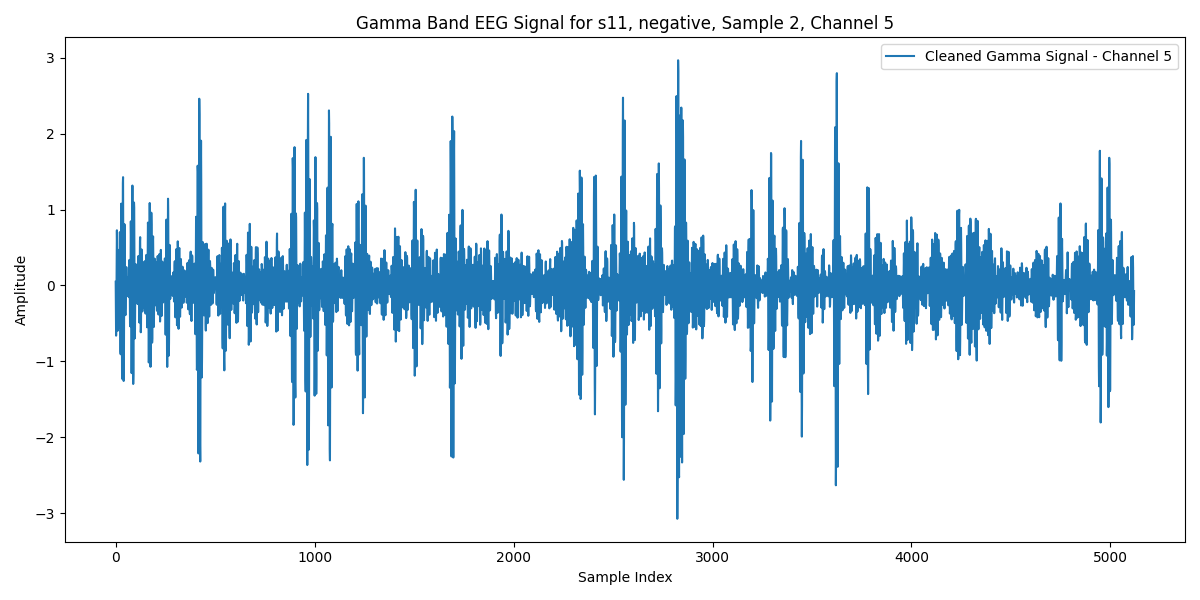 Gamma Band EEG Signal for s11, negative, Sample 2, Channel 5
Cleaned Gamma Signal - Channel 5
3
2
1
0
−1
−2
−3
Amplitude
0 1000 2000 3000 4000 5000
Sample Index